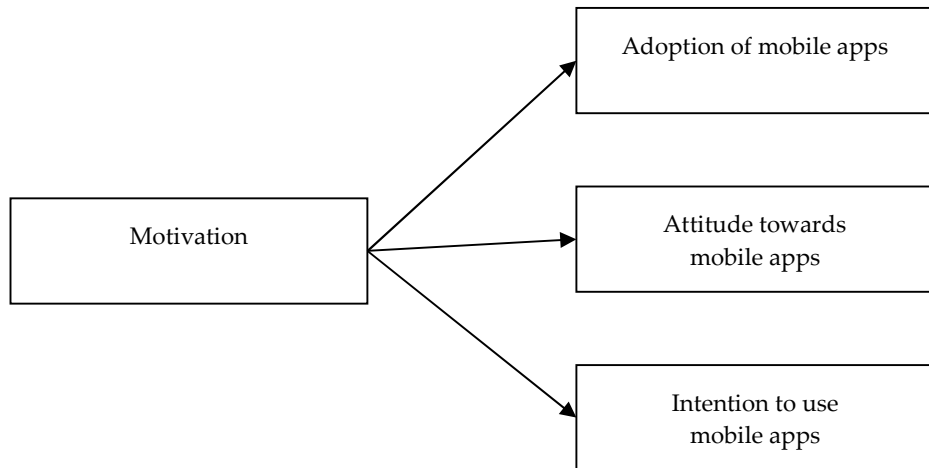 Adoption of mobile apps
Motivation
Attitude towards
mobile apps
Intention to use
mobile apps